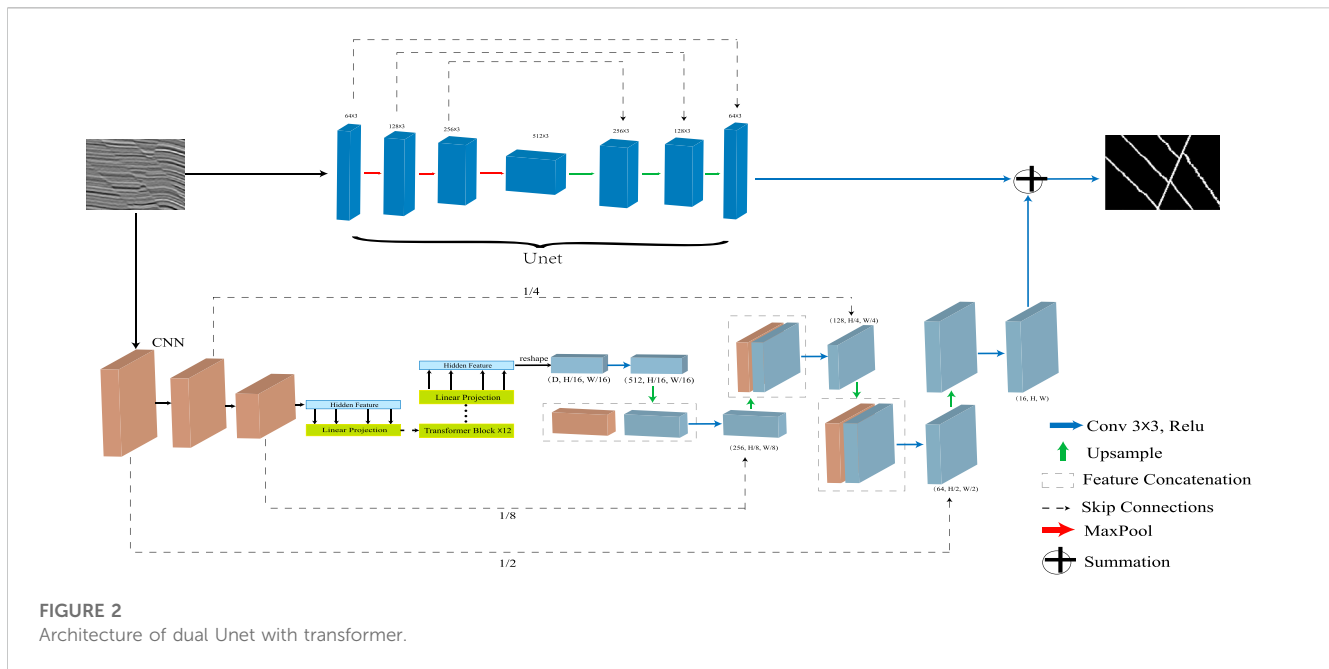 64×3
128×3
256×3
512×3
256×3
128×3
64×3
Unet
1/4
CNN
Hidden Feature
Linear Projection
Hidden Feature
Linear Projection
Transformer Block ×12
reshape
(D, H/16, W/16)
(512, H/16, W/16)
(256, H/8, W/8)
(128, H/4, W/4)
(64, H/2, W/2)
(16, H, W)
1/8
1/2
Conv 3×3, Relu
Upsample
Feature Concatenation
Skip Connections
MaxPool
Summation
FIGURE 2
Architecture of dual Unet with transformer.